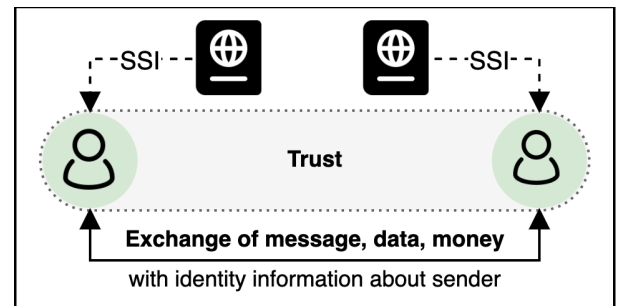 SSI
SSI
Trust
Exchange of message, data, money
with identity information about sender